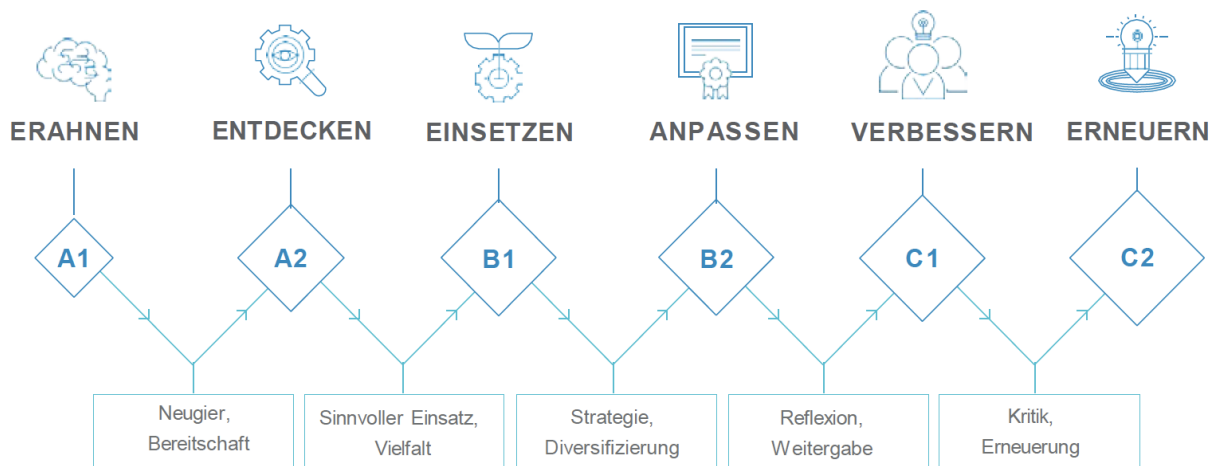 ERAHNEN
ENTDECKEN
EINSETZEN
ANPASSEN
VERBESSERN
ERNEUERN
A1
A2
B1
B2
C1
C2
Neugier,
Bereitschaft
Sinnvoller Einsatz,
Vielfalt
Strategie,
Diversifizierung
Reflexion,
Weitergabe
Kritik,
Erneuerung